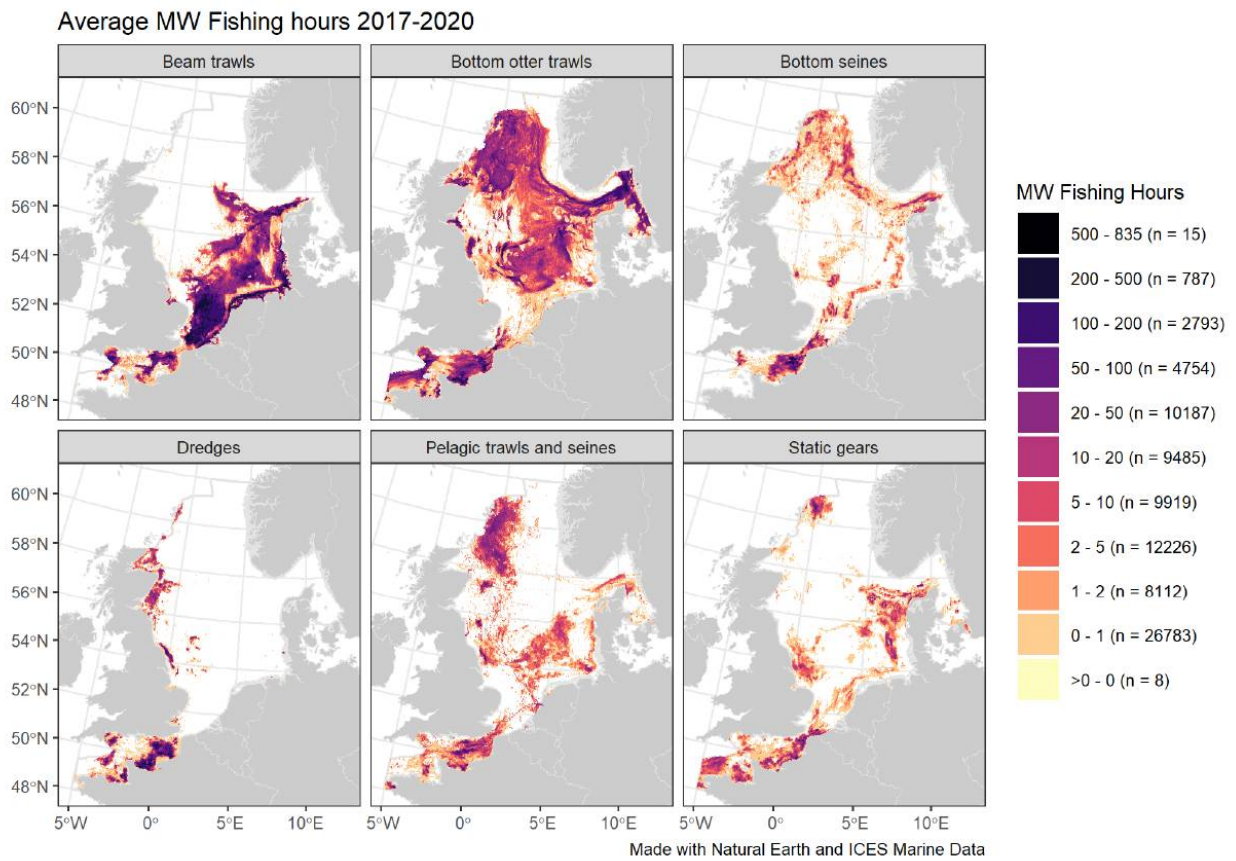 Average MW Fishing hours 2017-2020
Beam trawls
Bottom otter trawls
Bottom seines
60°N
58°N
56°N
54°N
52°N
50°N
48°N
Dredges
Pelagic trawls and seines
Static gears
60°N
58°N
56°N
54°N
52°N
50°N
48°N
5°W
0°
5°E
10°E
5°W
0°
5°E
10°E
5°W
0°
5°E
10°E
MW Fishing Hours
500 - 835 (n = 15)
200 - 500 (n = 787)
100 - 200 (n = 2793)
50 - 100 (n = 4754)
20 - 50 (n = 10187)
10 - 20 (n = 9485)
5 - 10 (n = 9919)
2 - 5 (n = 12226)
1 - 2 (n = 8112)
0 - 1 (n = 26783)
>0 - 0 (n = 8)
Made with Natural Earth and ICES Marine Data